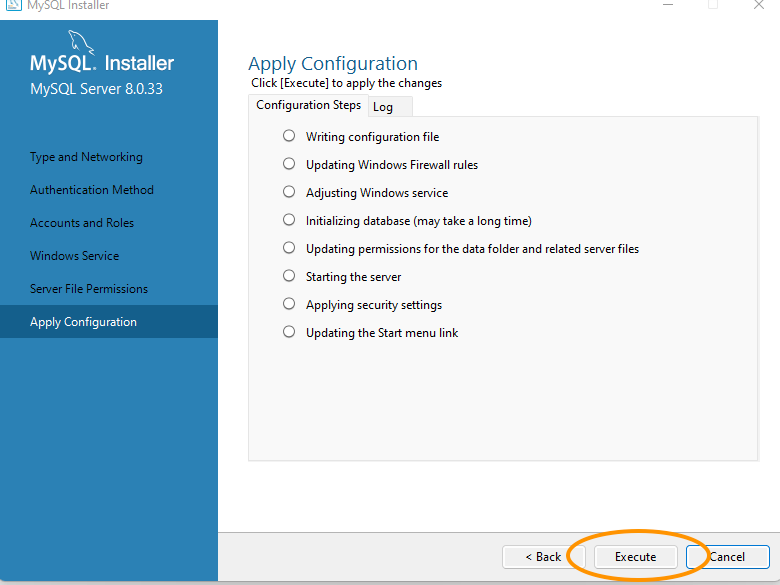 MySQL Installer
MySQL. Installer
MySQL Server 8.0.33
Type and Networking
Authentication Method
Accounts and Roles
Windows Service
Server File Permissions
Apply Configuration
Apply Configuration
Click [Execute] to apply the changes
Configuration Steps Log
Writing configuration file
Updating Windows Firewall rules
Adjusting Windows service
Initializing database (may take a long time)
Updating permissions for the data folder and related server files
Starting the server
Applying security settings
Updating the Start menu link
< Back Execute Cancel